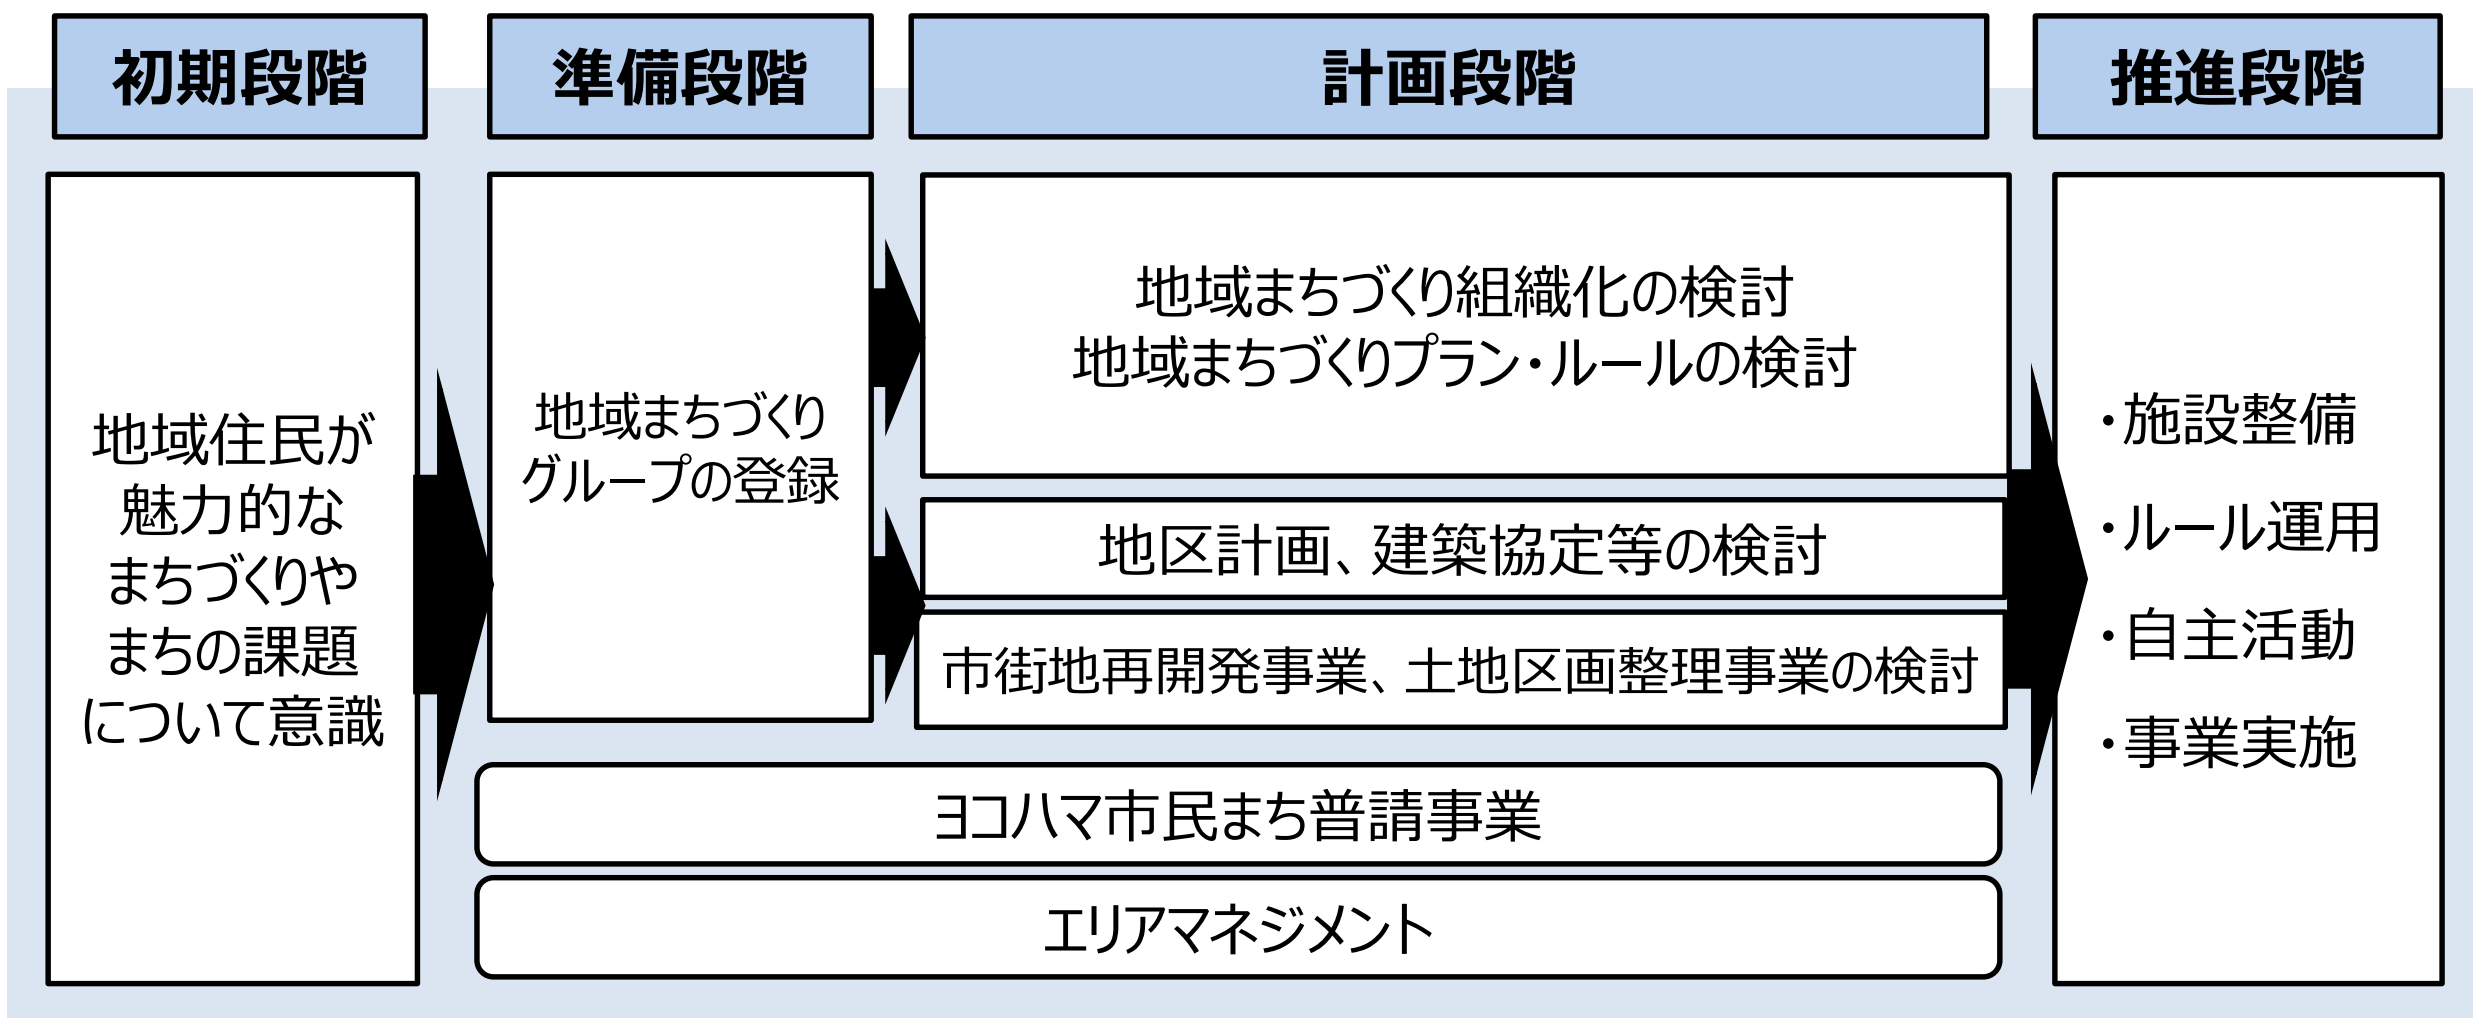 初期段階
準備段階
計画段階
推進段階
地域住民が
魅力的な
まちづくりや
まちの課題
について意識
地域まちづくり
グループの登録
地域まちづくり組織化の検討
地域まちづくりプラン・ルールの検討
地区計画、建築協定等の検討
市街地再開発事業、土地区画整理事業の検討
・施設整備
・ルール運用
・自主活動
・事業実施
ヨコハマ市民まち普請事業
エリアマネジメント